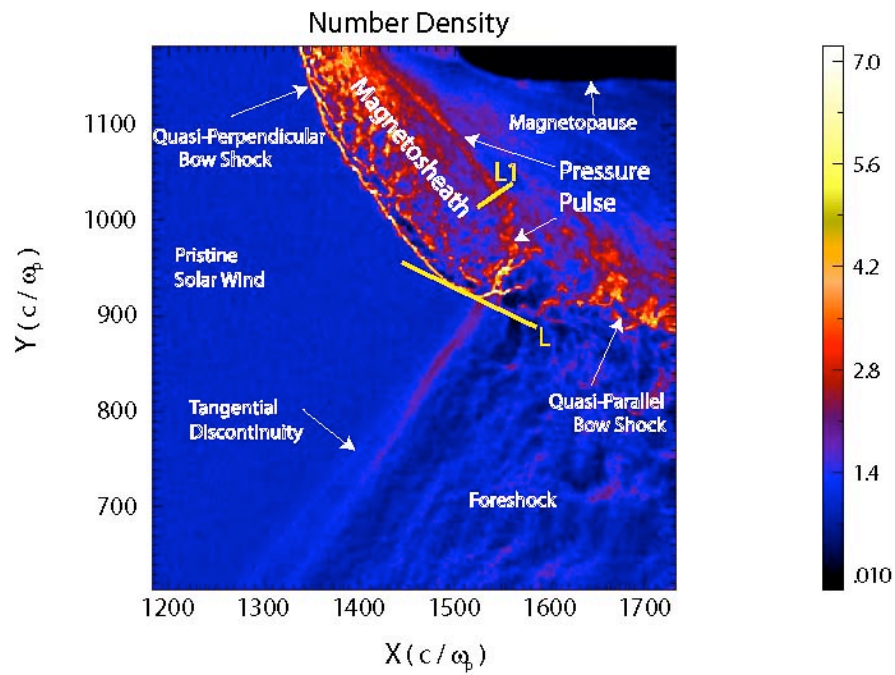 Number Density
Y ( c / ωp )
1100
1000
900
800
700
1200
1300
1400
1500
1600
1700
X ( c / ωp )
Quasi-Perpendicular
Bow Shock
Magnetosheath
Magnetopause
Pressure
Pulse
L1
Pristine
Solar Wind
L
Tangential
Discontinuity
Quasi-Parallel
Bow Shock
Foreshock
7.0
5.6
4.2
2.8
1.4
.010